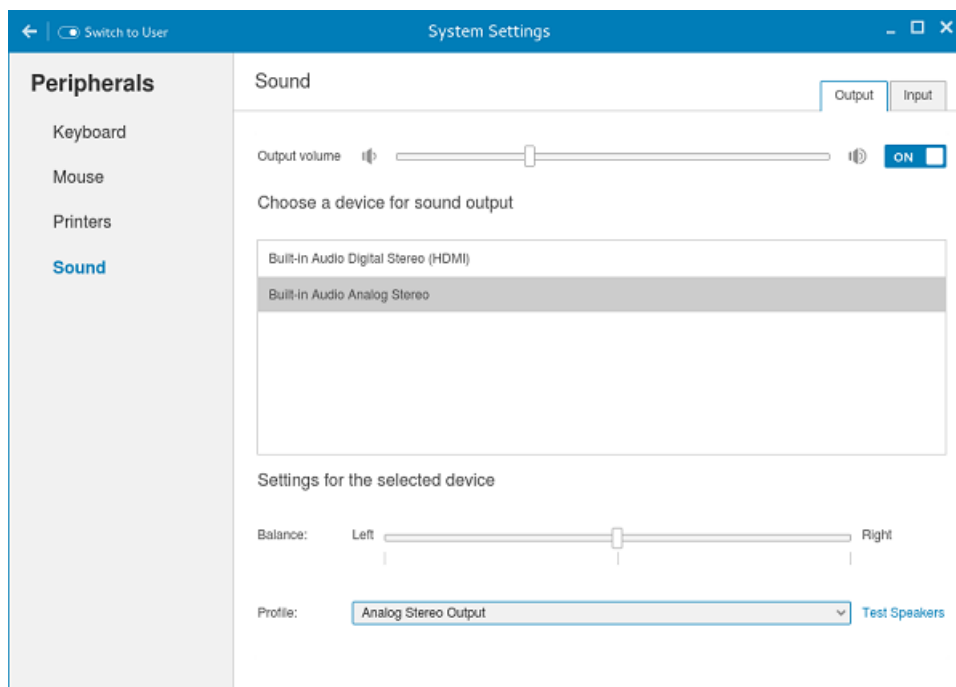 Switch to User
System Settings
Peripherals
Keyboard
Mouse
Printers
Sound
Sound
Output
Input
Output volume
ON
Choose a device for sound output
Built-in Audio Digital Stereo (HDMI)
Built-in Audio Analog Stereo
Settings for the selected device
Balance: Left Right
Profile: Analog Stereo Output Test Speakers